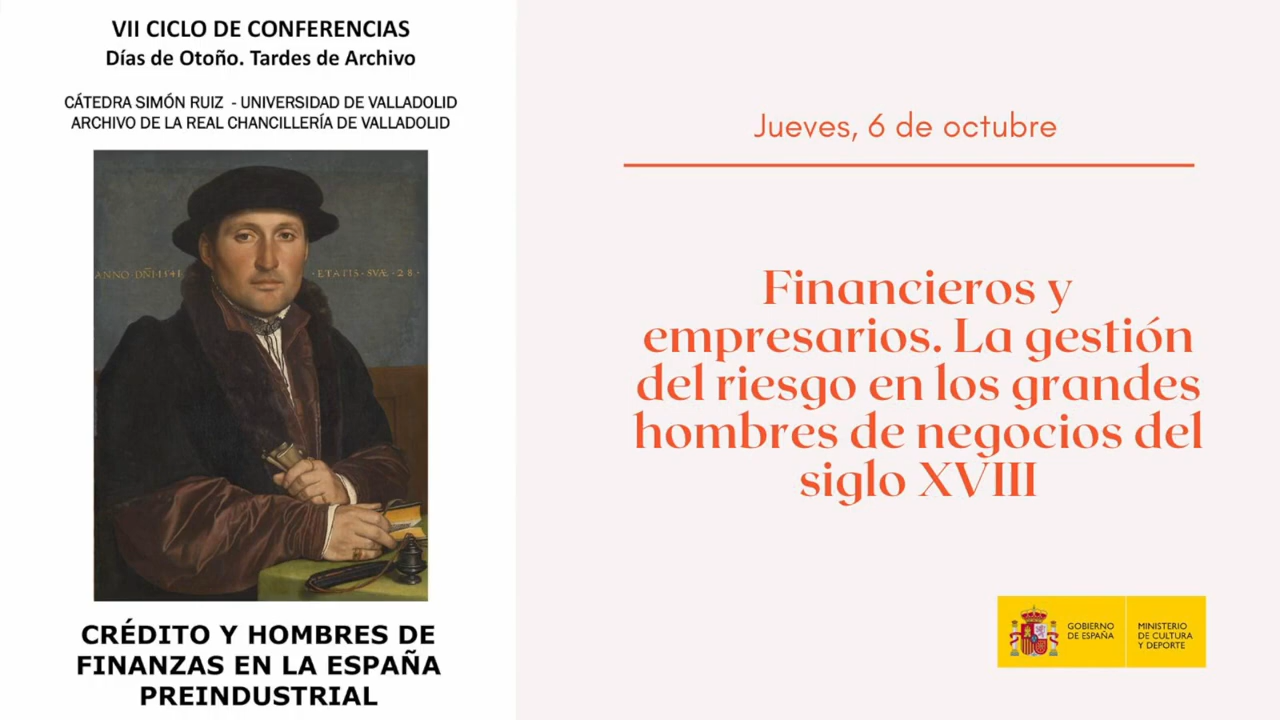 VII CICLO DE CONFERENCIAS
Días de Otoño. Tardes de Archivo
CÁTEDRA SIMÓN RUIZ - UNIVERSIDAD DE VALLADOLID
ARCHIVO DE LA REAL CHANCILLERÍA DE VALLADOLID
ANNO·DÑI·1541
·ETATIS·SVÆ·28·
CRÉDITO Y HOMBRES DE
FINANZAS EN LA ESPAÑA
PREINDUSTRIAL
Jueves, 6 de octubre
Financieros y
empresarios. La gestión
del riesgo en los grandes
hombres de negocios del
siglo XVIII
GOBIERNO
DE ESPAÑA
MINISTERIO
DE CULTURA
Y DEPORTE